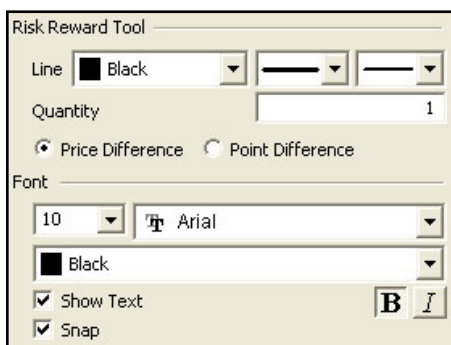 Risk Reward Tool
Line Black
Quantity 1
Price Difference Point Difference
Font
10 Arial
Black
Show Text B I
Snap